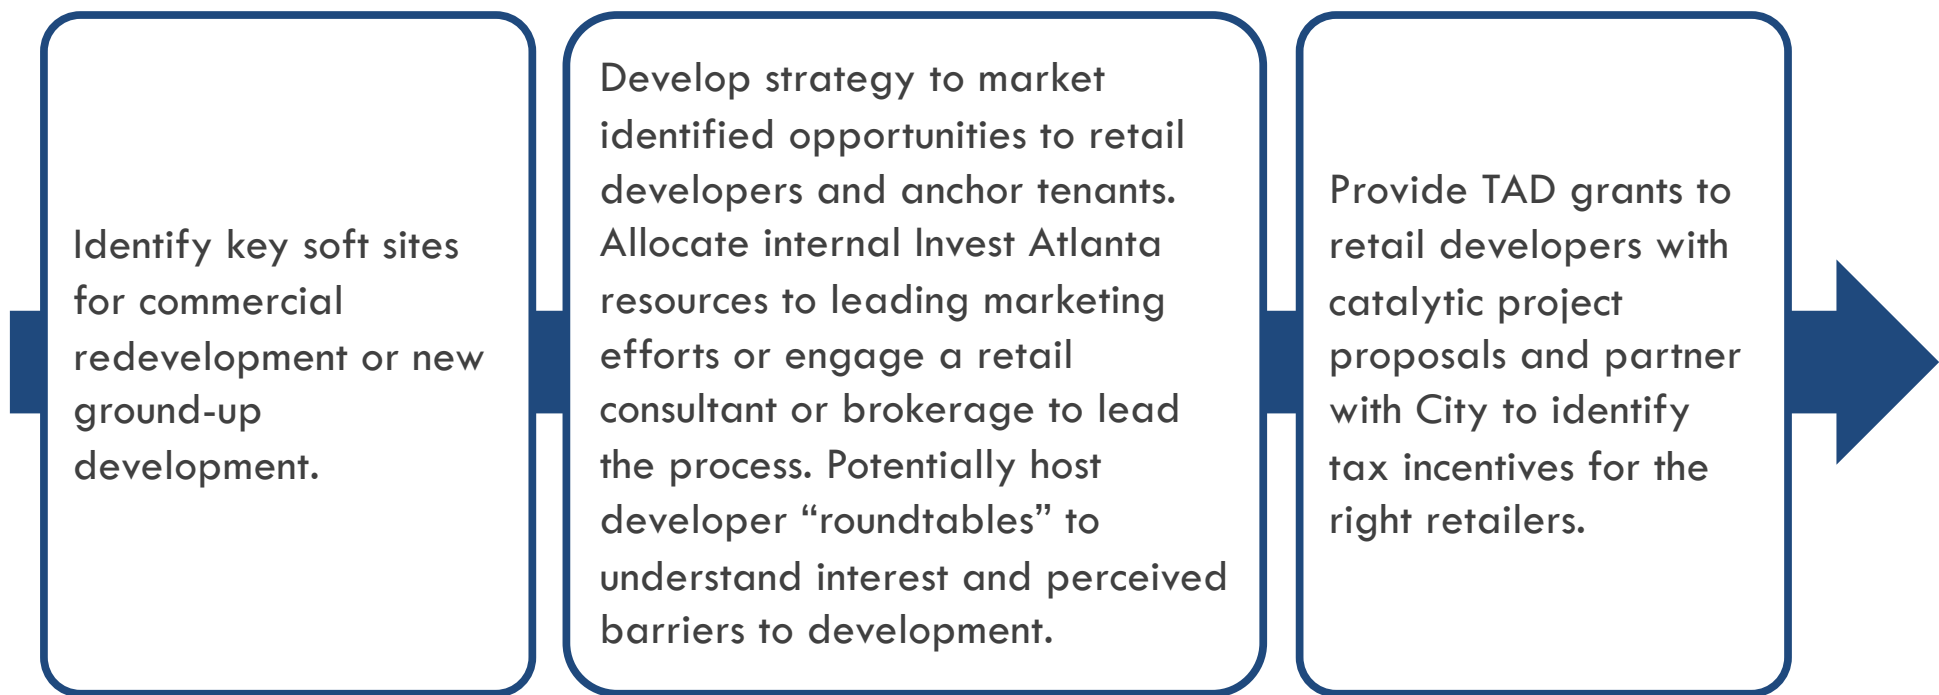 Identify key soft sites
for commercial
redevelopment or new
ground-up
development.
Develop strategy to market
identified opportunities to retail
developers and anchor tenants.
Allocate internal Invest Atlanta
resources to leading marketing
efforts or engage a retail
consultant or brokerage to lead
the process. Potentially host
developer “roundtables” to
understand interest and perceived
barriers to development.
Provide TAD grants to
retail developers with
catalytic project
proposals and partner
with City to identify
tax incentives for the
right retailers.